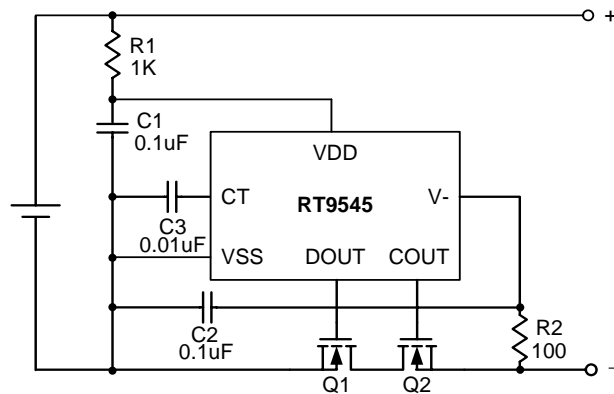 +
R1
1K
C1
0.1uF
VDD
CT
RT9545
V-
C3
0.01uF
VSS
DOUT
COUT
C2
0.1uF
R2
100
-
Q1
Q2